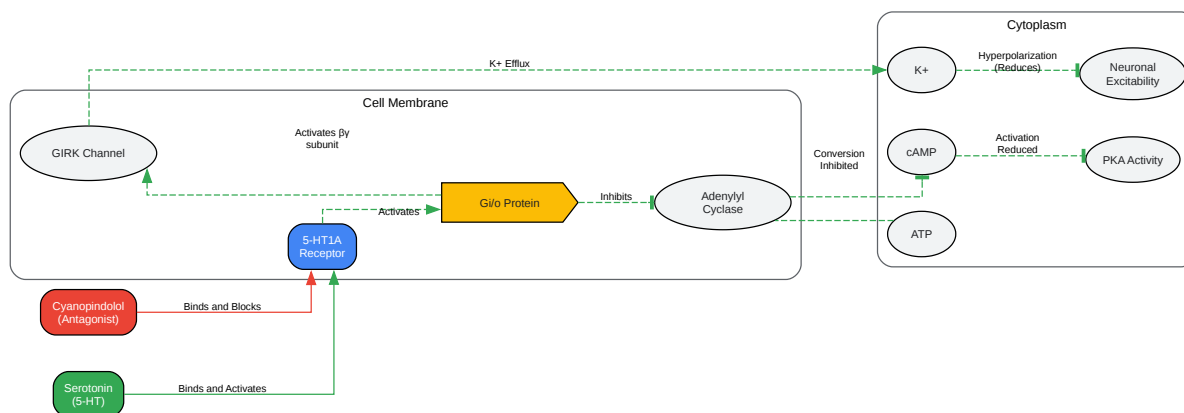 Cytoplasm
K+ Efflux
K+
Hyperpolarization
(Reduces)
Neuronal
Excitability
Cell Membrane
Activates βγ
subunit
GIRK Channel
Conversion
Inhibited
cAMP
Activation
Reduced
PKA Activity
Gi/o Protein
Inhibits
Adenylyl
Cyclase
Activates
ATP
5-HT1A
Receptor
Cyanopindolol
(Antagonist)
Binds and Blocks
Serotonin
(5-HT)
Binds and Activates